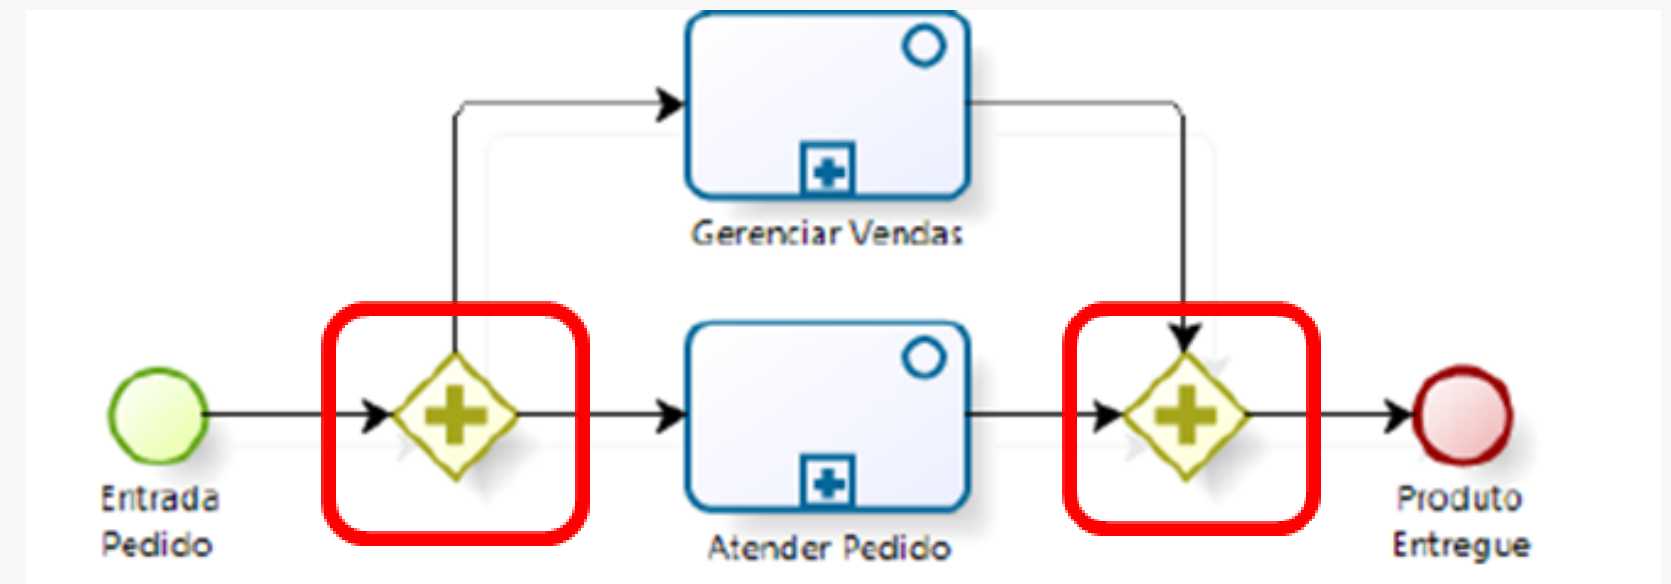 Gerenciar Vendas
Entrada
Pedido
Atender Pedido
Produto
Entregue